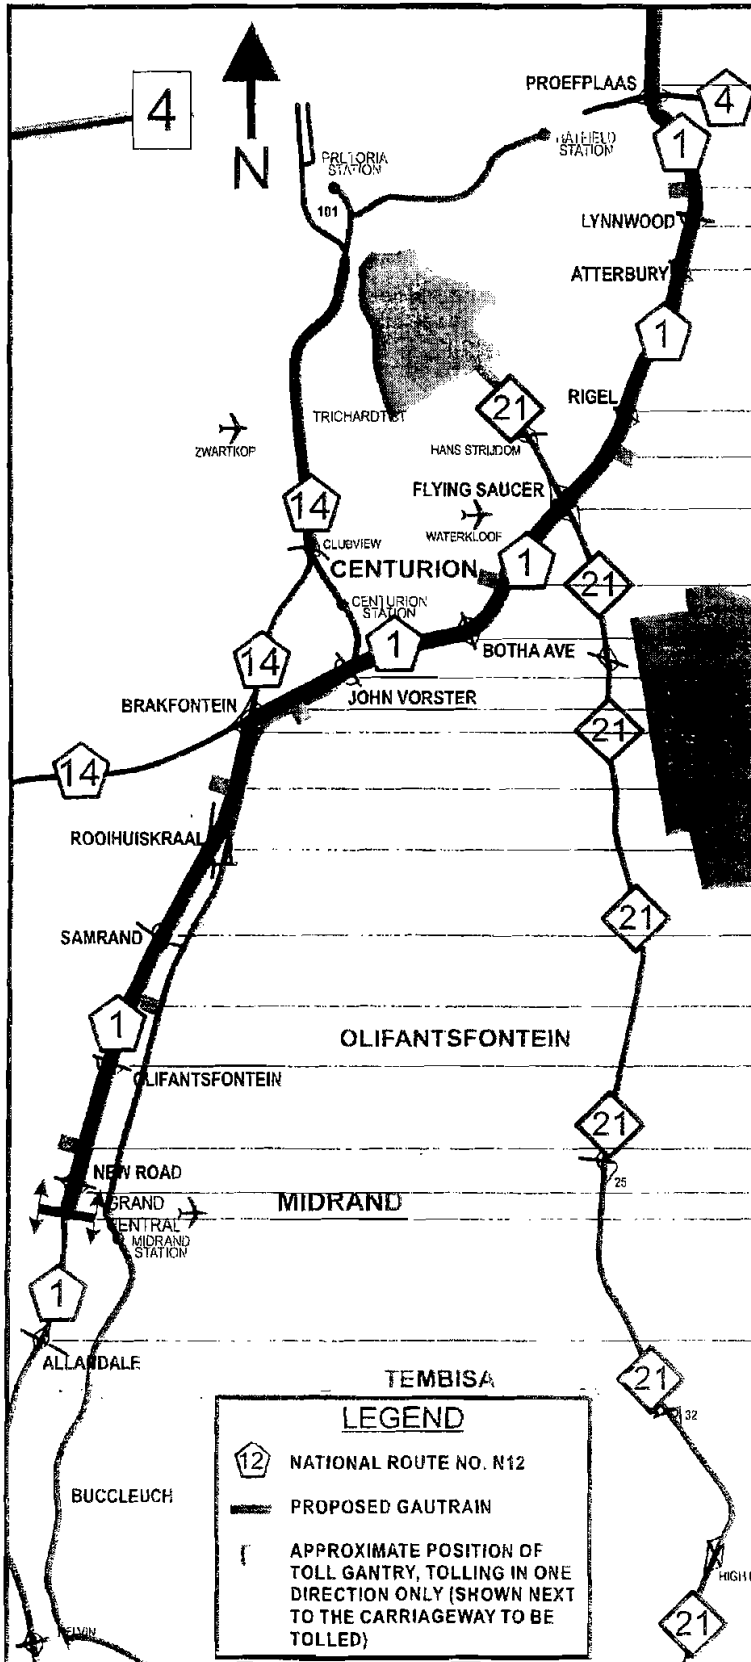 PROEFPLAAS
4
4
1
N
PRETORIA
STATION
HATFIELD
STATION
101
LYNNWOOD
ATTERBURY
1
21
RIGEL
TRICHARDT ST
ZWARTKOP
HANS STRIJDOM
14
FLYING SAUCER
WATERKLOOF
CLUBVIEW
1
CENTURION
21
CENTURION
STATION
1
BOTHA AVE
14
JOHN VORSTER
BRAKFONTEIN
21
14
ROOIHUISKRAAL
21
SAMRAND
1
OLIFANTSFONTEIN
OLIFANTSFONTEIN
21
25
NEW ROAD
GRAND
CENTRAL
MIDRAND
MIDRAND
STATION
1
ALLANDALE
TEMBISA
21
32
LEGEND
12 NATIONAL ROUTE NO. N12
PROPOSED GAUTRAIN
APPROXIMATE POSITION OF
TOLL GANTRY, TOLLING IN ONE
DIRECTION ONLY (SHOWN NEXT
TO THE CARRIAGEWAY TO BE
TOLLED)
BUCCLEUCH
KELVIN
21